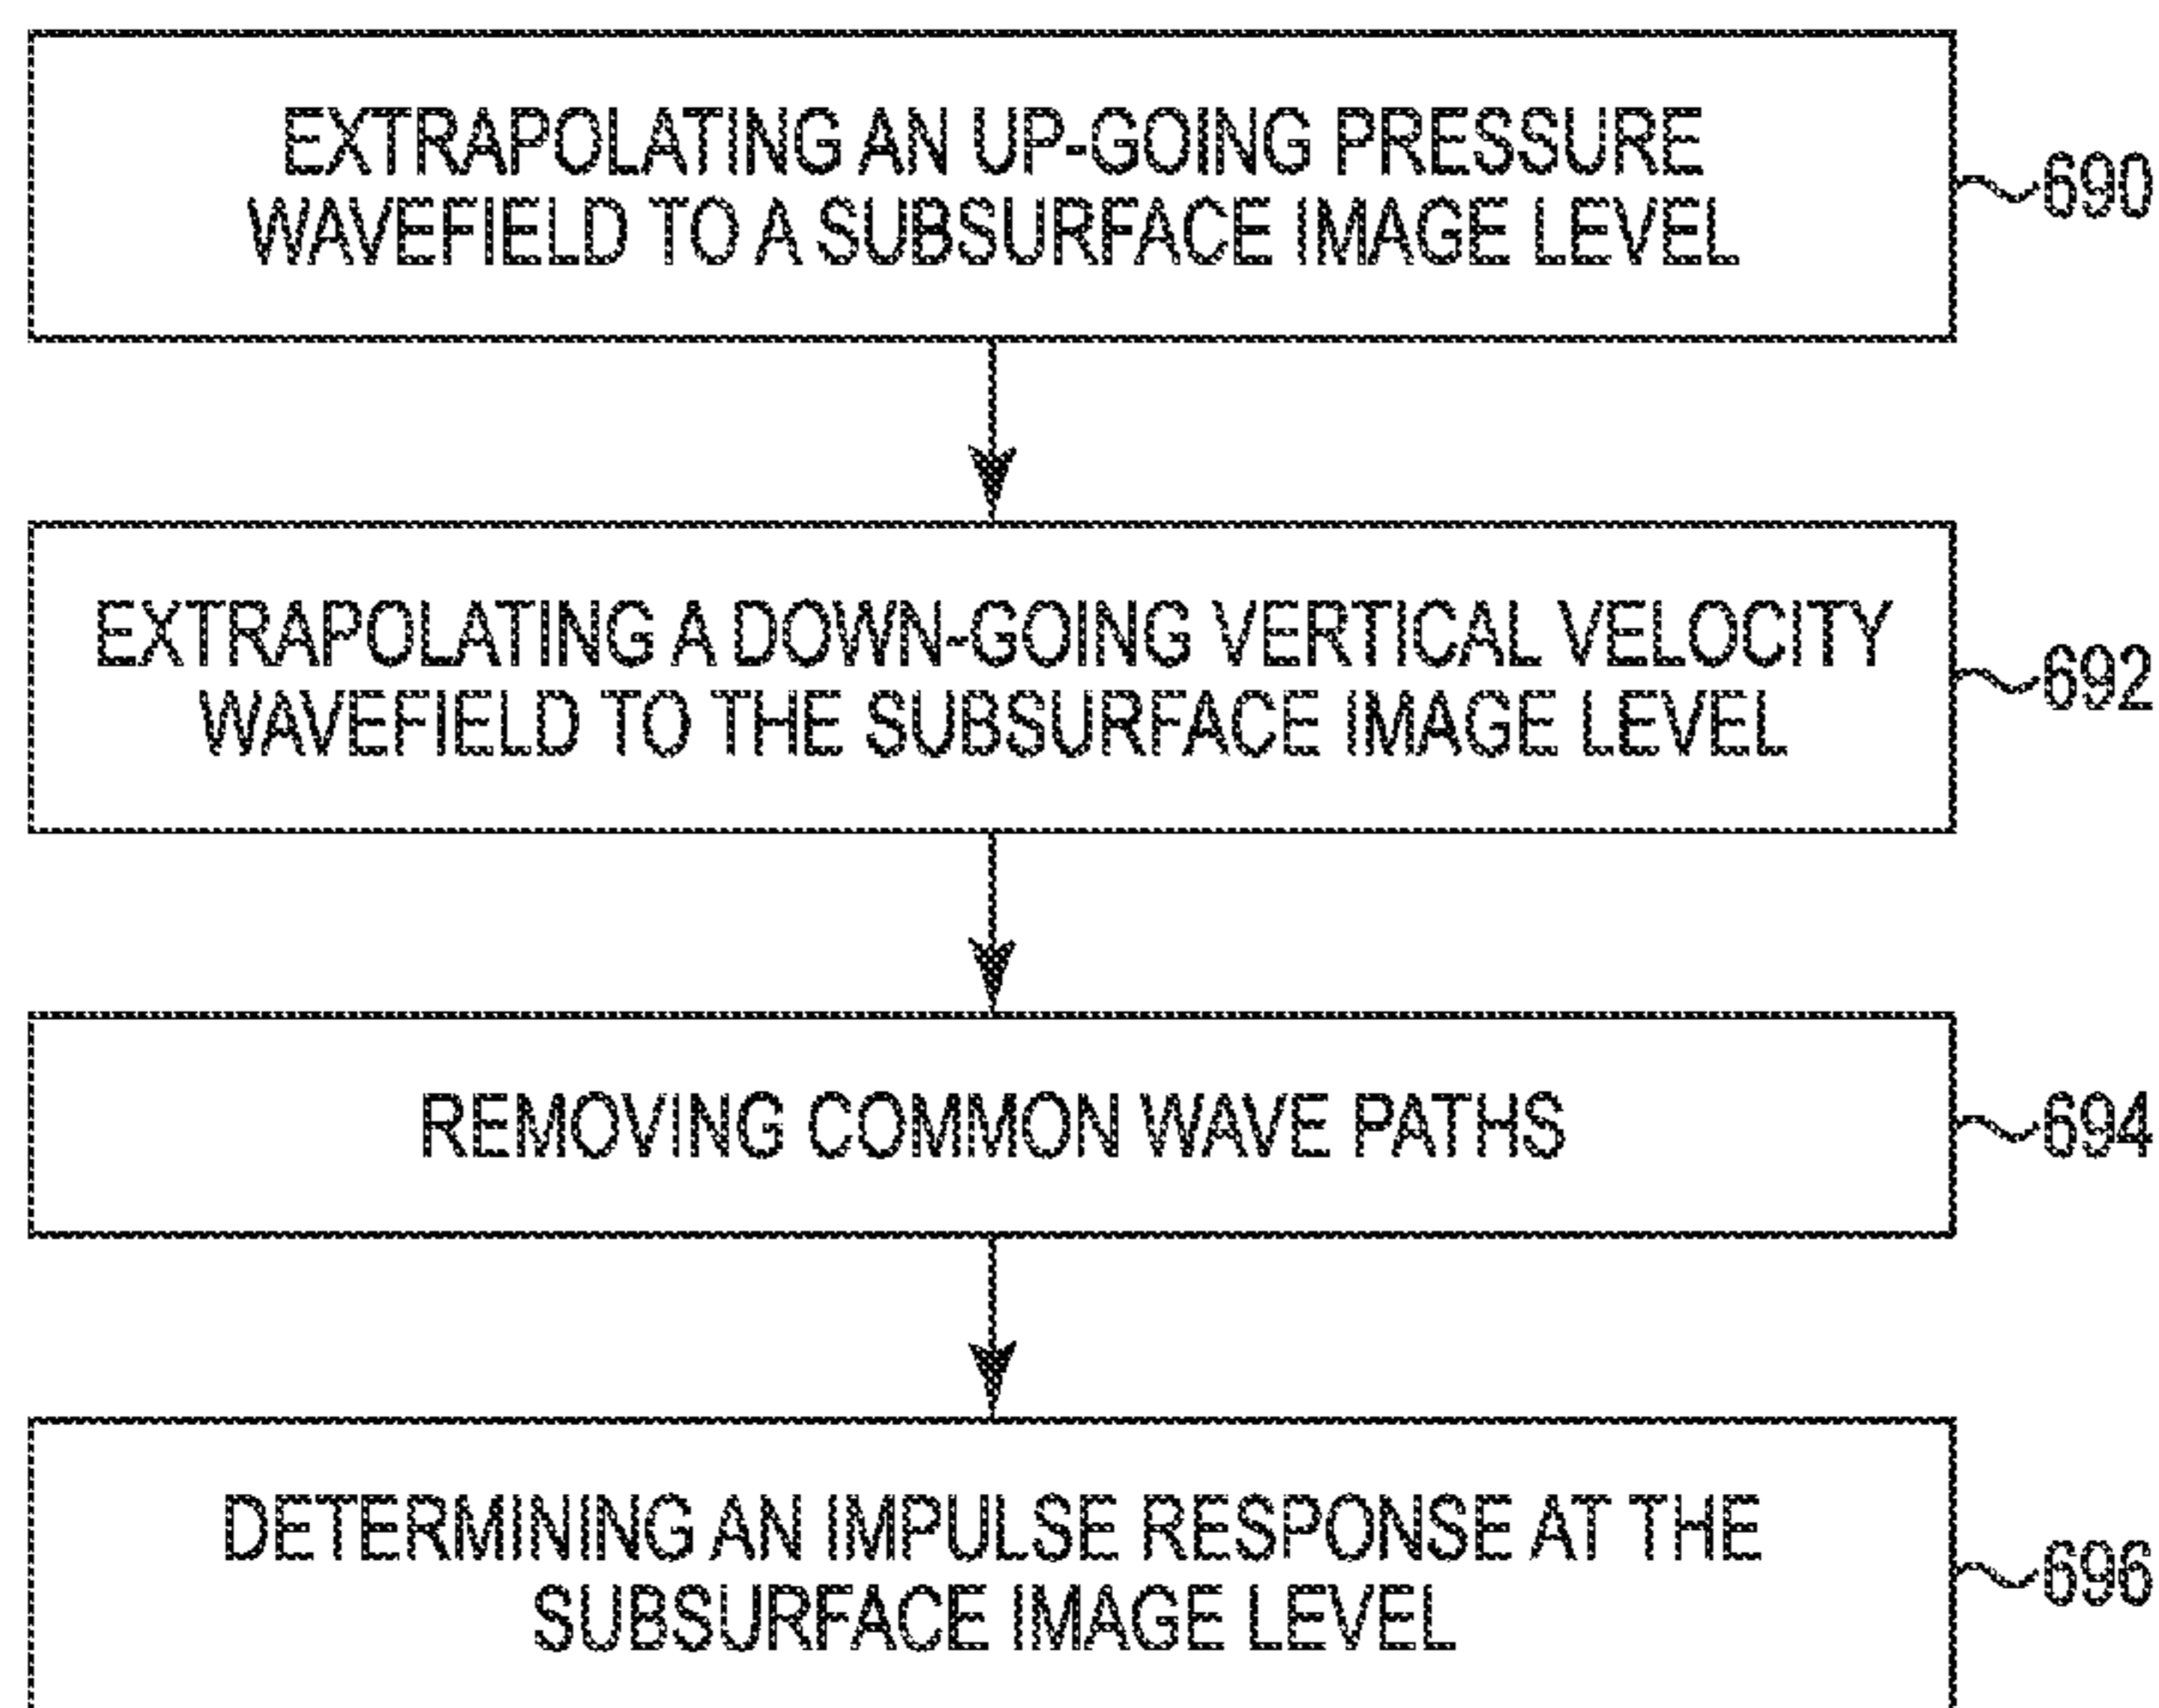 EXTRAPOLATING AN UP-GOING PRESSURE
WAVEFIELD TO A SUBSURFACE IMAGE LEVEL
690
EXTRAPOLATING A DOWN-GOING VERTICAL VELOCITY
WAVEFIELD TO THE SUBSURFACE IMAGE LEVEL
692
REMOVING COMMON WAVE PATHS
694
DETERMINING AN IMPULSE RESPONSE AT THE
SUBSURFACE IMAGE LEVEL
696